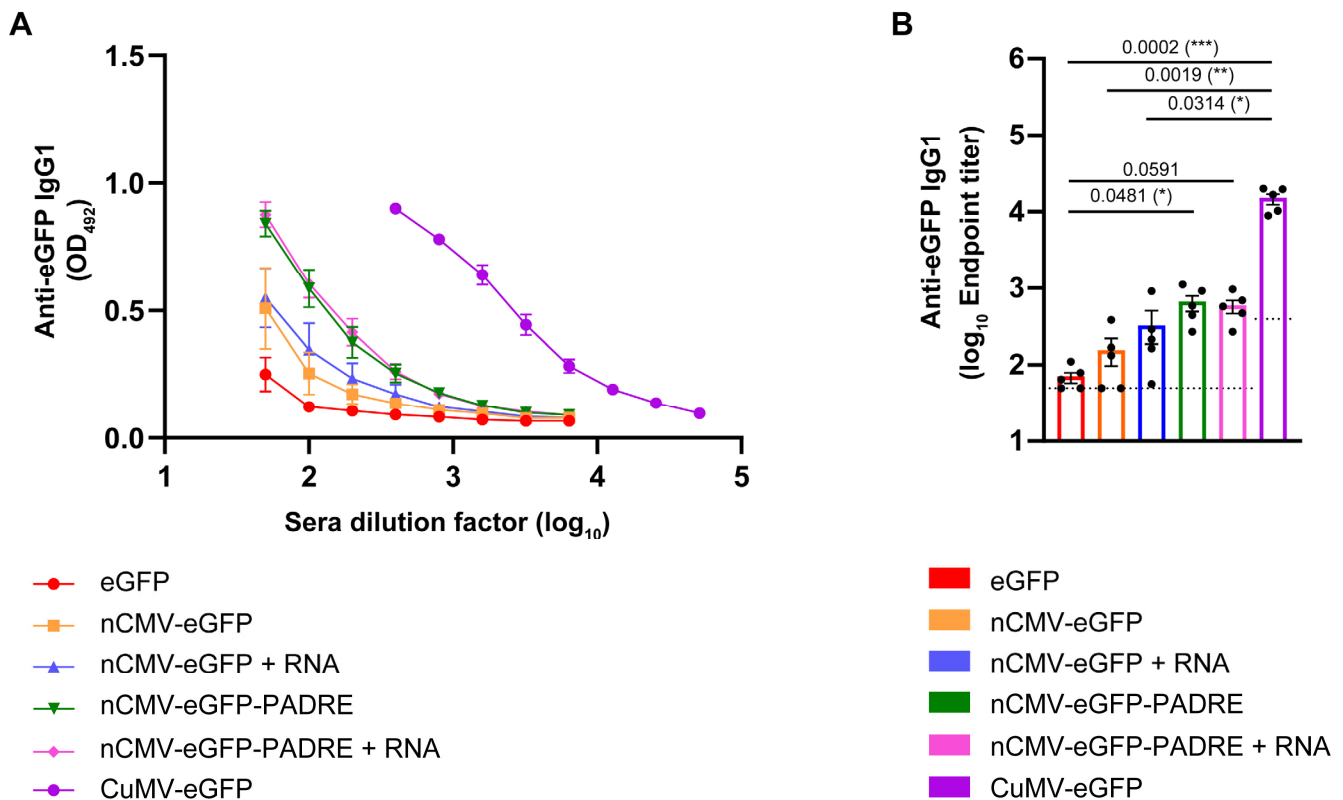 A
Anti-eGFP IgG1
(OD492)
1.5
1.0
0.5
0.0
1
2
3
4
5
Sera dilution factor (log10)
eGFP
nCMV-eGFP
nCMV-eGFP + RNA
nCMV-eGFP-PADRE
nCMV-eGFP-PADRE + RNA
CuMV-eGFP
B
Anti-eGFP IgG1
(log10 Endpoint titer)
6
5
4
3
2
1
0.0002 (***)
0.0019 (**)
0.0314 (*)
0.0591
0.0481 (*)
eGFP
nCMV-eGFP
nCMV-eGFP + RNA
nCMV-eGFP-PADRE
nCMV-eGFP-PADRE + RNA
CuMV-eGFP